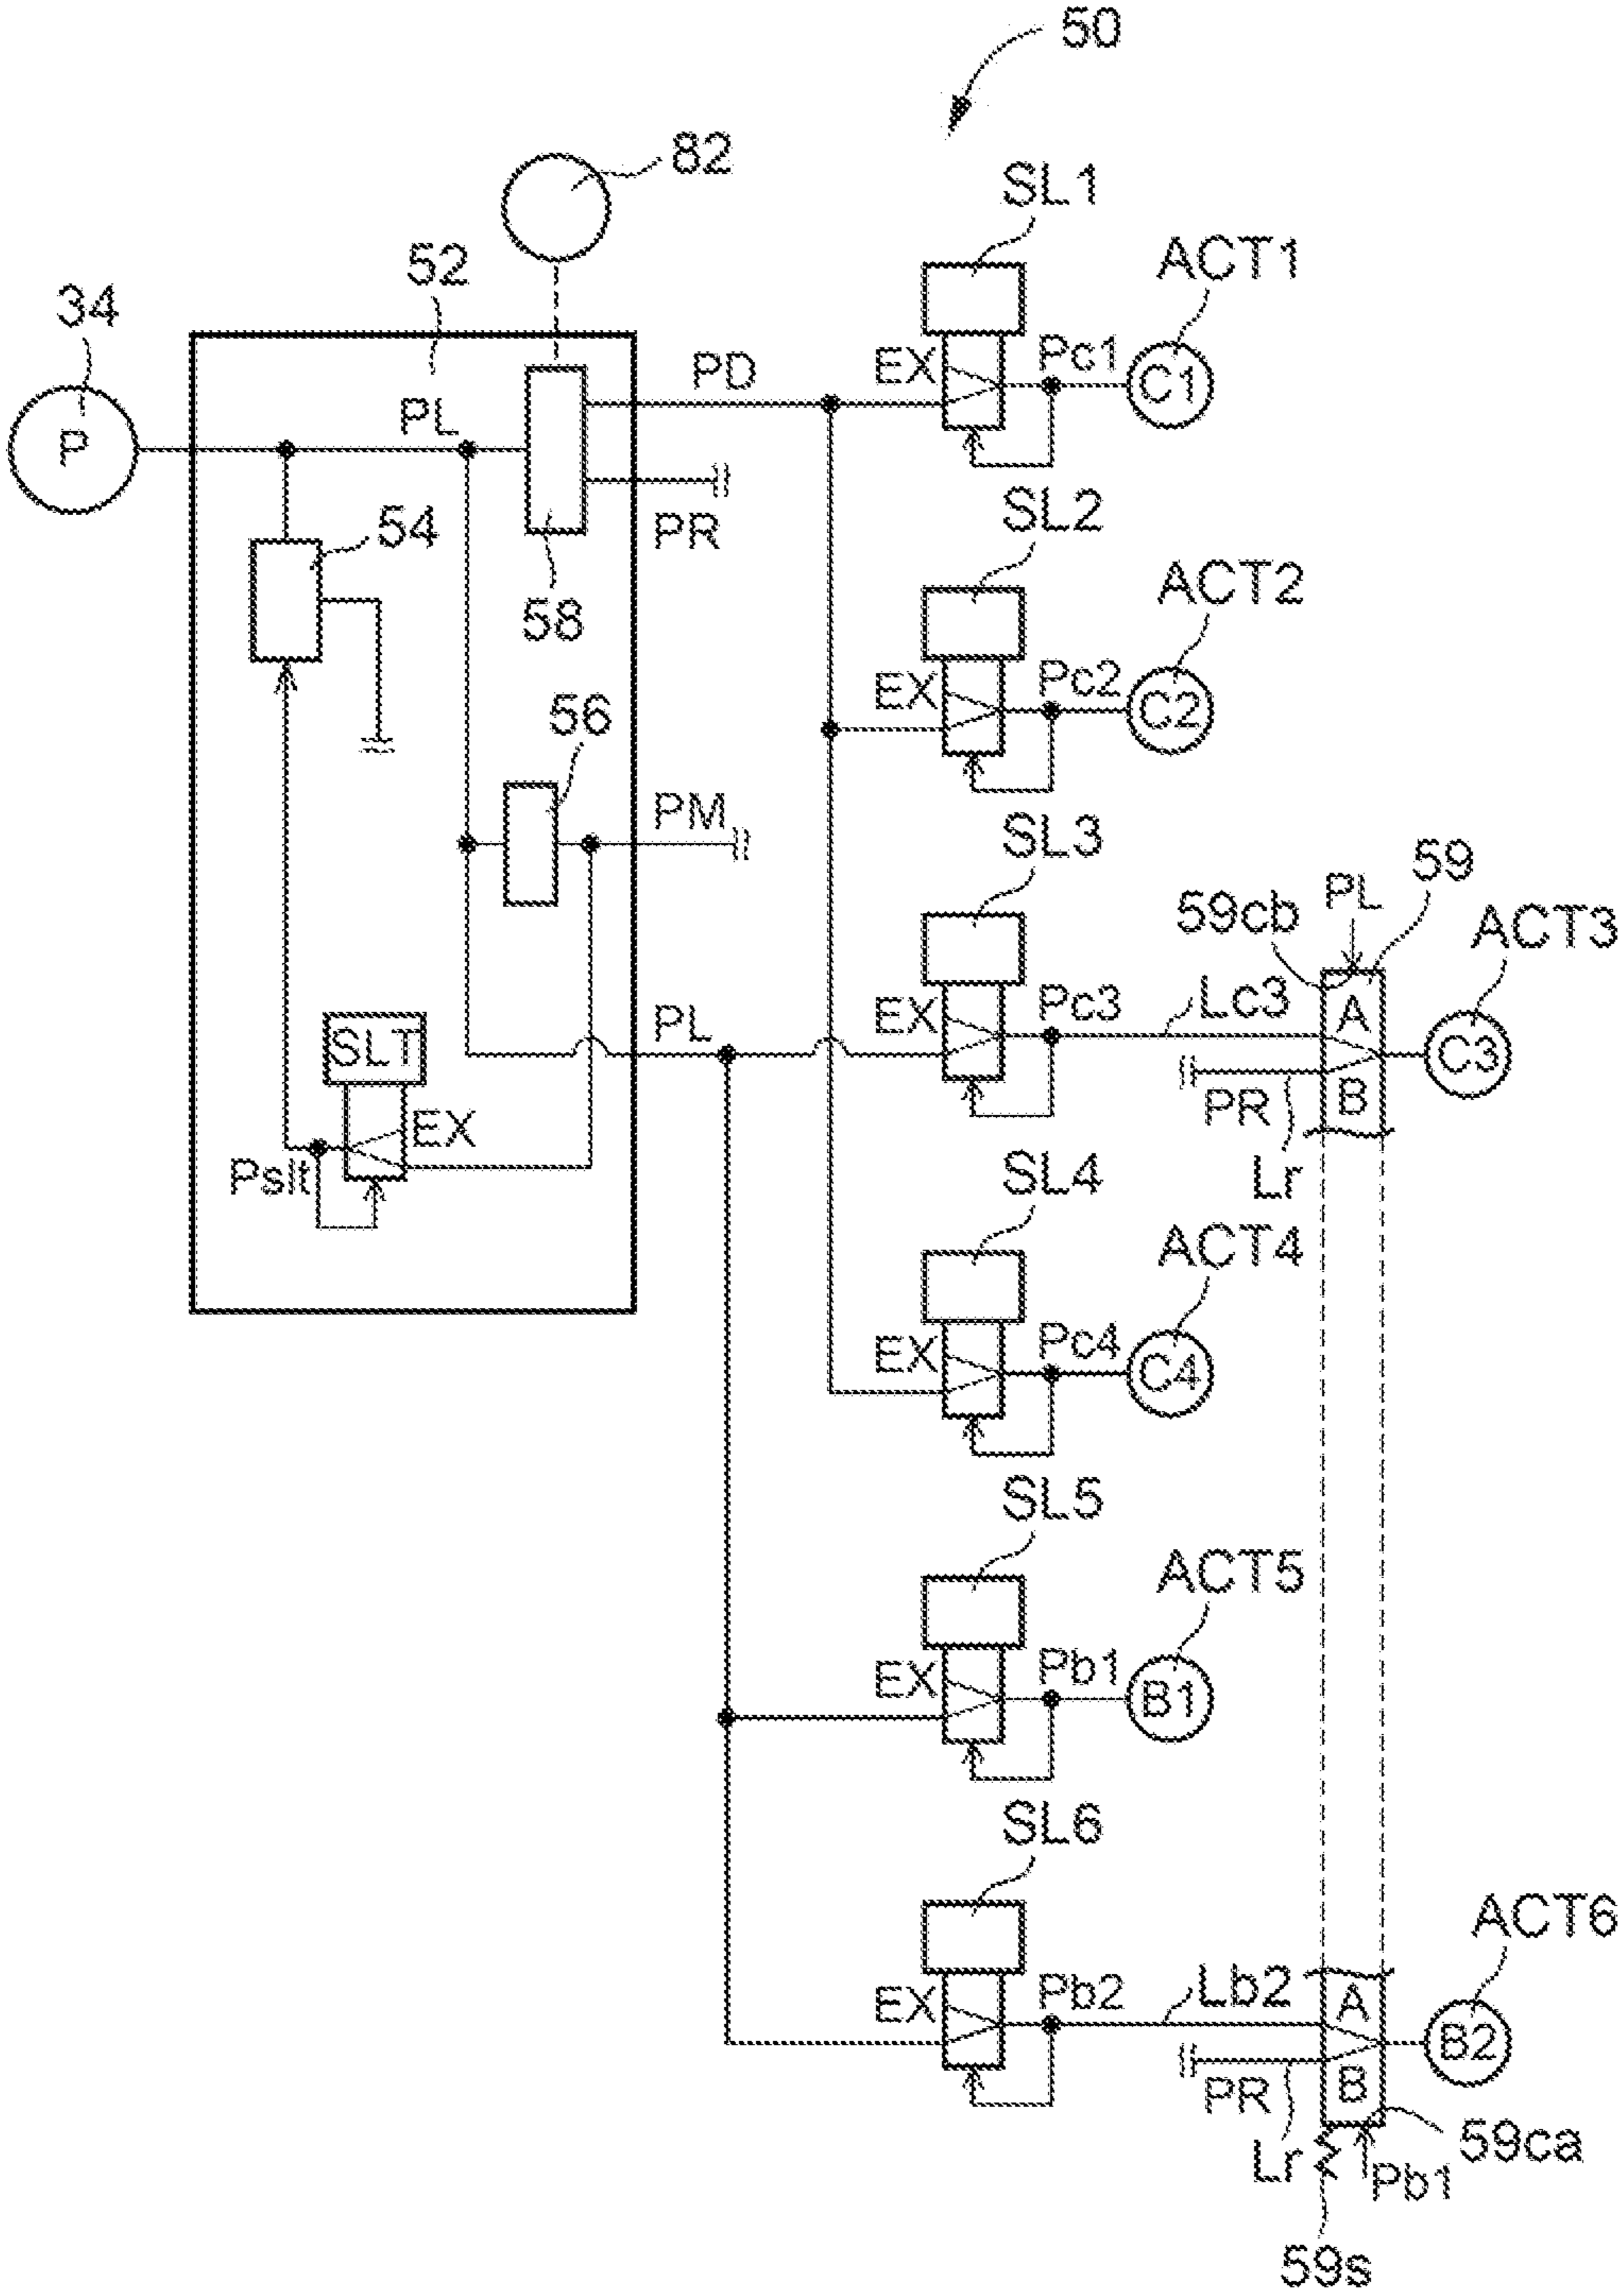 50
82
SL1
ACT1
52
34
EX
Pc1
C1
PD
PL
P
SL2
54
PR
58
ACT2
EX
Pc2
C2
56
PM
SL3
59
PL
59cb
ACT3
EX
Pc3
Lc3
A
PL
SLT
C3
PR
B
EX
Pslt
Lr
SL4
ACT4
EX
Pc4
C4
SL5
ACT5
EX
Pb1
B1
SL6
ACT6
EX
Pb2
Lb2
A
B2
PR
B
Lr
59ca
Pb1
59s